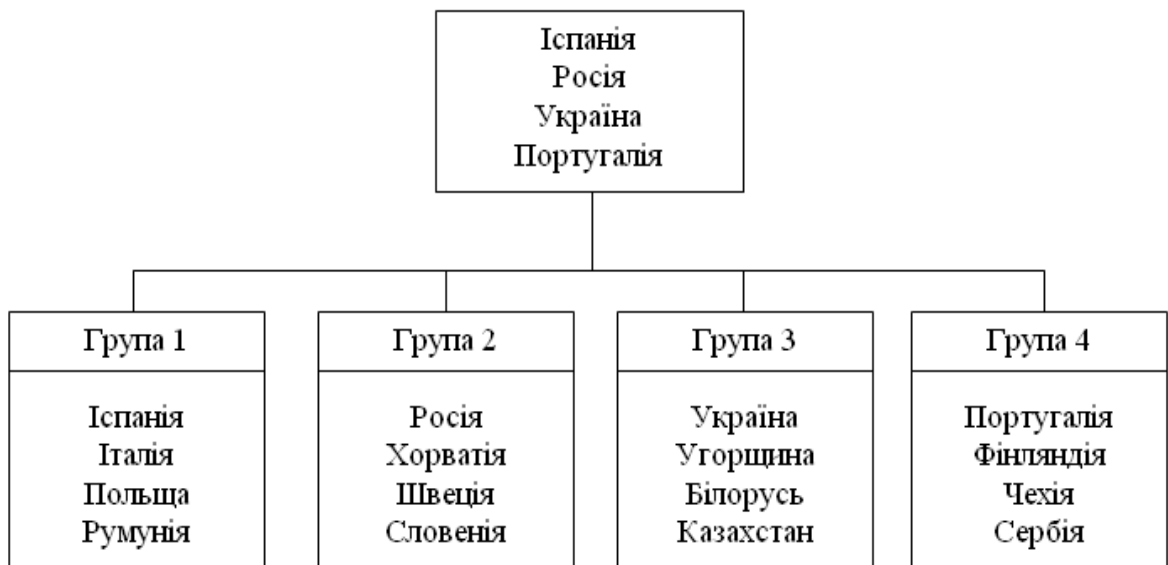 Іспанія
Росія
Україна
Португалія
Група 1
Іспанія
Італія
Польща
Румунія
Група 2
Росія
Хорватія
Швеція
Словенія
Група 3
Україна
Угорщина
Білорусь
Казахстан
Група 4
Португалія
Фінляндія
Чехія
Сербія